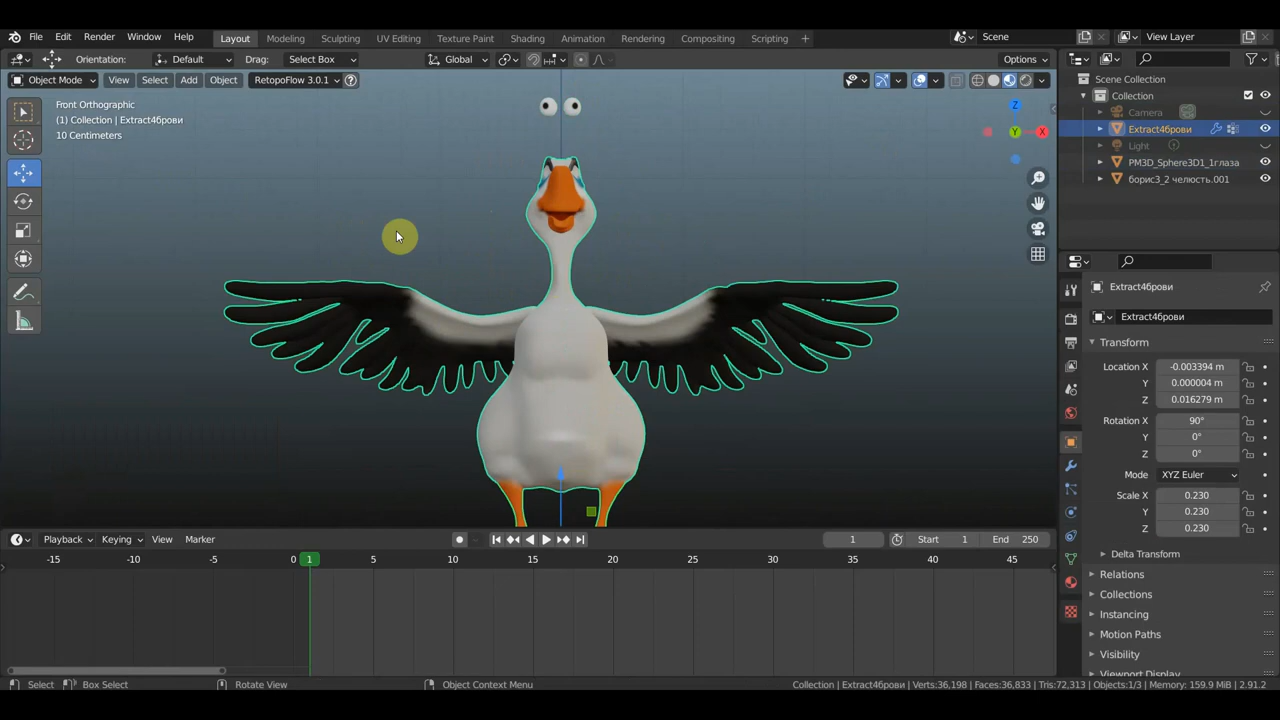 File Edit Render Window Help Layout Modeling Sculpting UV Editing Texture Paint Shading Animation Rendering Compositing Scripting + Scene View Layer
Orientation: Default Drag: Select Box Global Options
Object Mode View Select Add Object RetopoFlow 3.0.1
Front Orthographic
(1) Collection | Extract4брови
10 Centimeters
Z
Y
X
Scene Collection
Collection
Camera
Extract4брови
Light
PM3D_Sphere3D1_1глаза
борис3_2 челюсть.001
Extract4брови
Extract4брови
Transform
Location X -0.003394 m
Y 0.000004 m
Z 0.016279 m
Rotation X 90°
Y 0°
Z 0°
Mode XYZ Euler
Scale X 0.230
Y 0.230
Z 0.230
Delta Transform
Relations
Collections
Instancing
Motion Paths
Visibility
Viewport Display
Playback Keying View Marker 1 Start 1 End 250
-15 -10 -5 0 1 5 10 15 20 25 30 35 40 45
Select Box Select Rotate View Object Context Menu Collection | Extract4брови | Verts:36,198 | Faces:36,833 | Tris:72,313 | Objects:1/3 | Memory: 159.9 MiB | 2.91.2